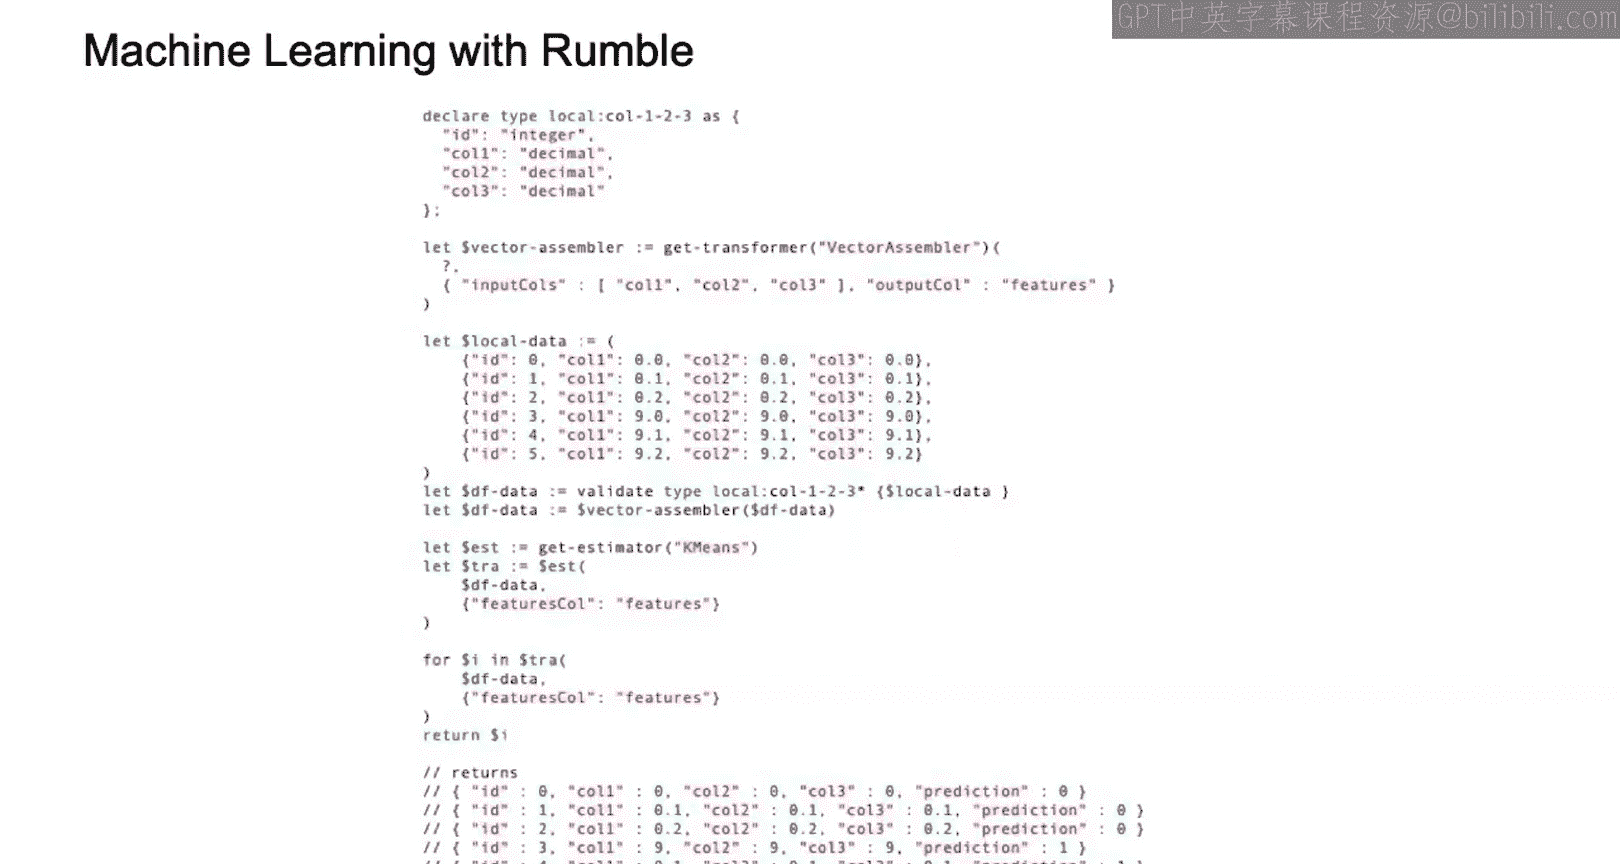 GPT中英字幕课程资源@bilibili.com
Machine Learning with Rumble
declare type local:col-1-2-3 as {
"id": "integer",
"col1": "decimal",
"col2": "decimal",
"col3": "decimal"
};
let $vector-assembler := get-transformer("VectorAssembler")(
?,
{ "inputCols" : [ "col1", "col2", "col3" ], "outputCol" : "features" }
)
let $local-data := (
{"id": 0, "col1": 0.0, "col2": 0.0, "col3": 0.0},
{"id": 1, "col1": 0.1, "col2": 0.1, "col3": 0.1},
{"id": 2, "col1": 0.2, "col2": 0.2, "col3": 0.2},
{"id": 3, "col1": 9.0, "col2": 9.0, "col3": 9.0},
{"id": 4, "col1": 9.1, "col2": 9.1, "col3": 9.1},
{"id": 5, "col1": 9.2, "col2": 9.2, "col3": 9.2}
)
let $df-data := validate type local:col-1-2-3* {$local-data }
let $df-data := $vector-assembler($df-data)
let $est := get-estimator("KMeans")
let $tra := $est(
$df-data,
{"featuresCol": "features"}
)
for $i in $tra(
$df-data,
{"featuresCol": "features"}
)
return $i
// returns
// { "id" : 0, "col1" : 0, "col2" : 0, "col3" : 0, "prediction" : 0 }
// { "id" : 1, "col1" : 0.1, "col2" : 0.1, "col3" : 0.1, "prediction" : 0 }
// { "id" : 2, "col1" : 0.2, "col2" : 0.2, "col3" : 0.2, "prediction" : 0 }
// { "id" : 3, "col1" : 9, "col2" : 9, "col3" : 9, "prediction" : 1 }